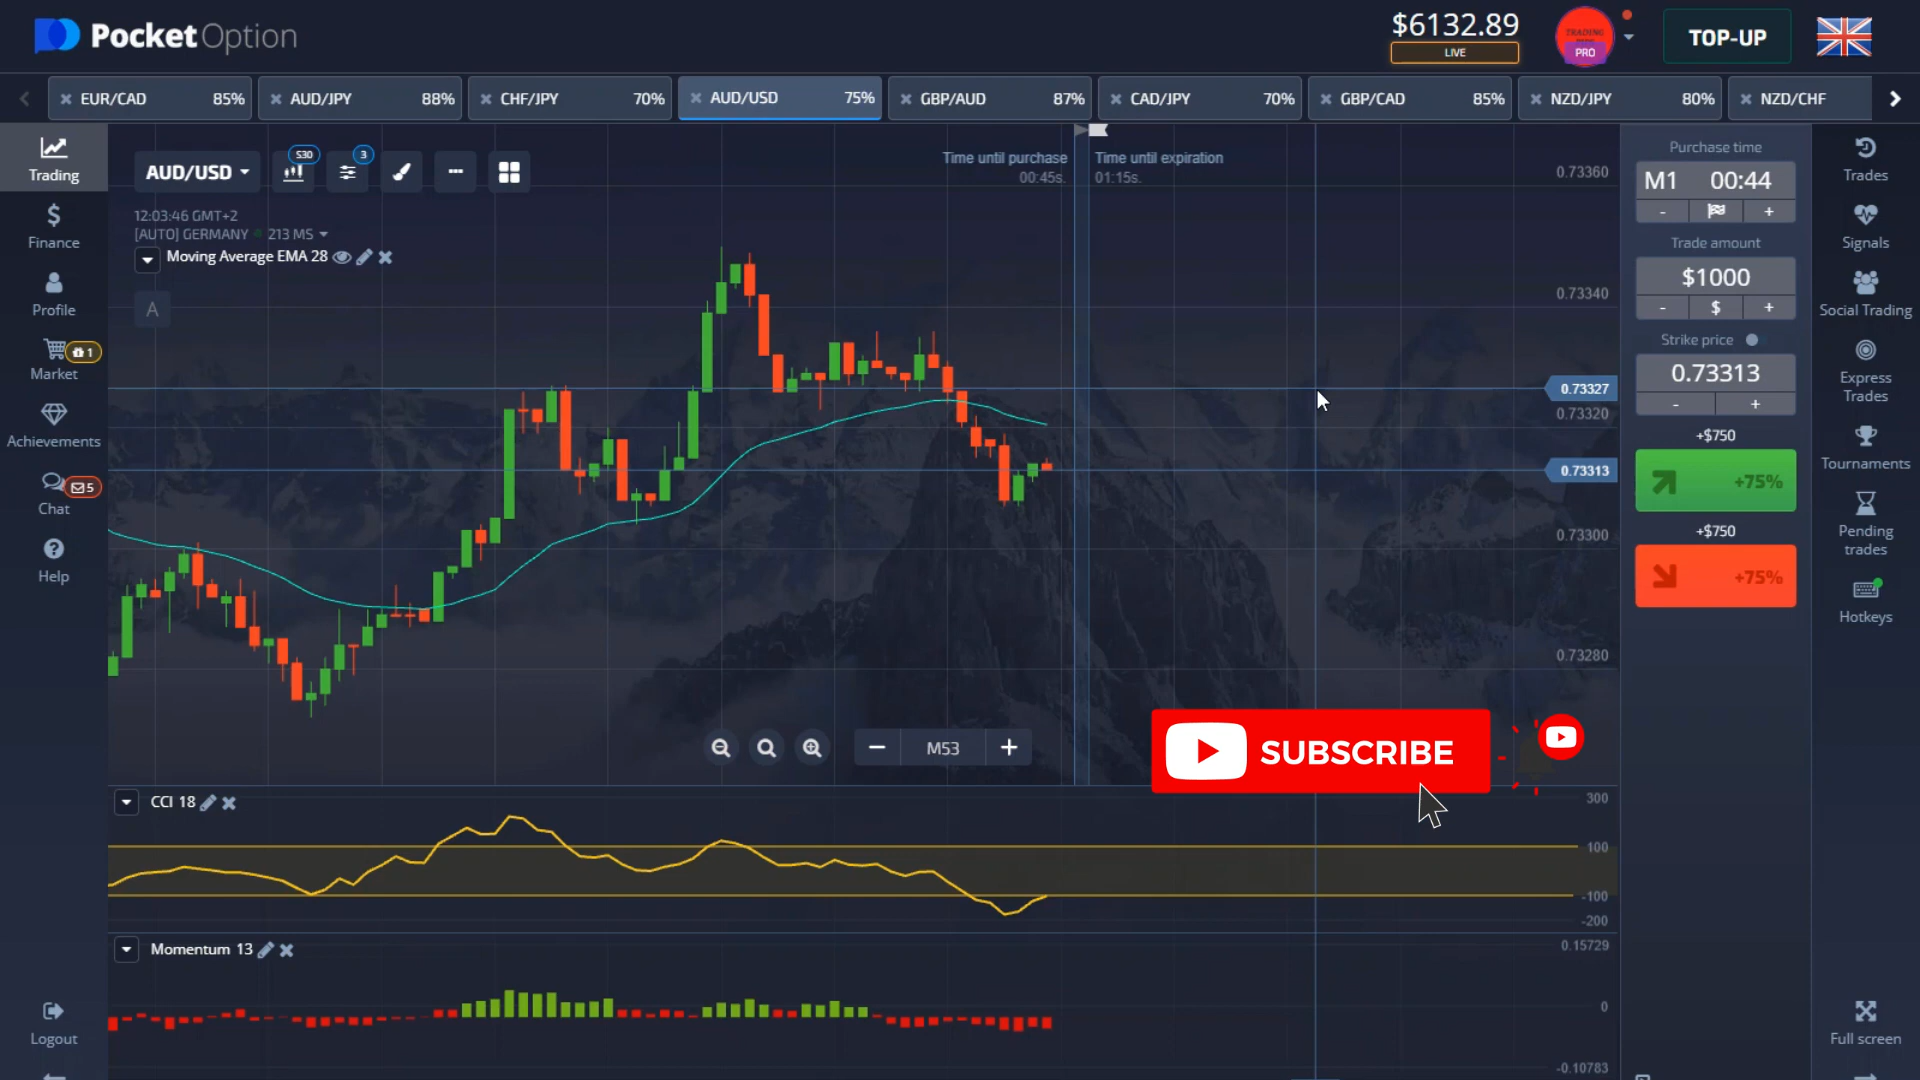 PocketOption
$6132.89
LIVE
TRADING
PRO
TOP-UP
EUR/CAD 85%
AUD/JPY 88%
CHF/JPY 70%
AUD/USD 75%
GBP/AUD 87%
CAD/JPY 70%
GBP/CAD 85%
NZD/JPY 80%
NZD/CHF
Trading
Finance
Profile
1
Market
Achievements
5
Chat
Help
Logout
AUD/USD
S30
3
12:03:46 GMT+2
[AUTO] GERMANY 213 MS
Moving Average EMA 28
A
Time until purchase
00:45s.
Time until expiration
01:15s.
0.73360
0.73340
0.73327
0.73320
0.73313
0.73300
0.73280
M53
SUBSCRIBE
CCI 18
300
100
-100
-200
Momentum 13
0.15729
0
-0.10783
Purchase time
M1 00:44
- +
Trade amount
$1000
- $ +
Strike price
0.73313
- +
+$750
+75%
+$750
+75%
Trades
Signals
Social Trading
Express
Trades
Tournaments
Pending
trades
Hotkeys
Full screen